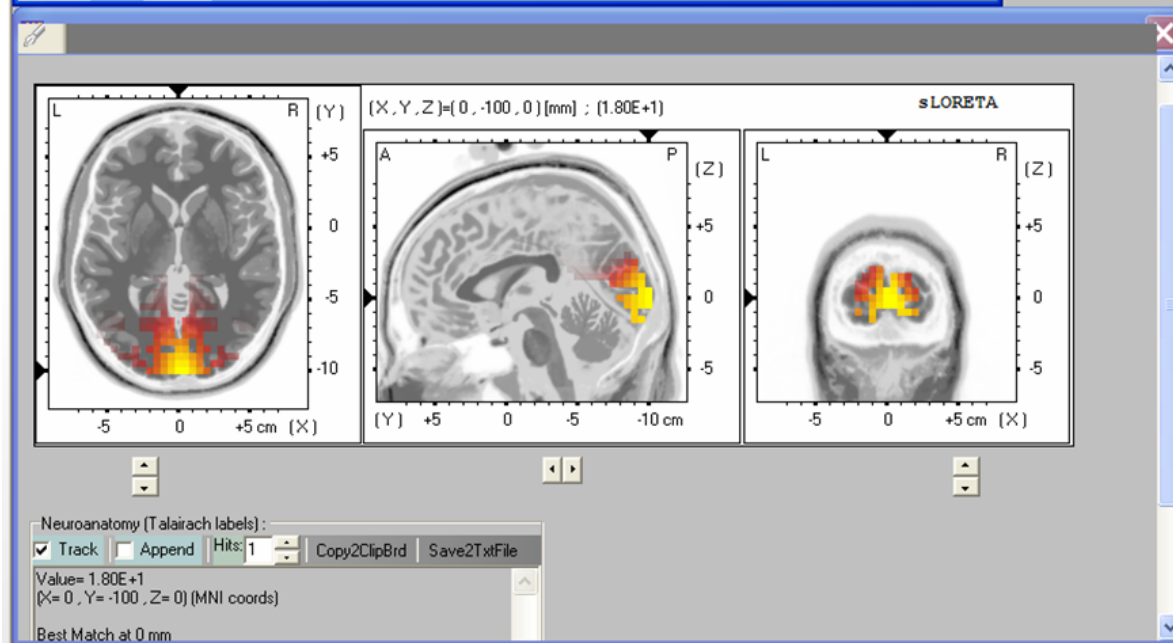 (X, Y, Z)=( 0 , -100 , 0 ) [mm] ; (1.80E+1)
sLORETA
L R (Y)
+5
0
-5
-10
-5 0 +5 cm (X)
A P (Z)
+5
0
-5
(Y) +5 0 -5 -10 cm
L R (Z)
+5
0
-5
-5 0 +5 cm (X)
Neuroanatomy (Talairach labels) :
Track Append Hits: 1 Copy2ClipBrd Save2TxtFile
Value= 1.80E+1
(X= 0 , Y= -100 , Z= 0) (MNI coords)
Best Match at 0 mm